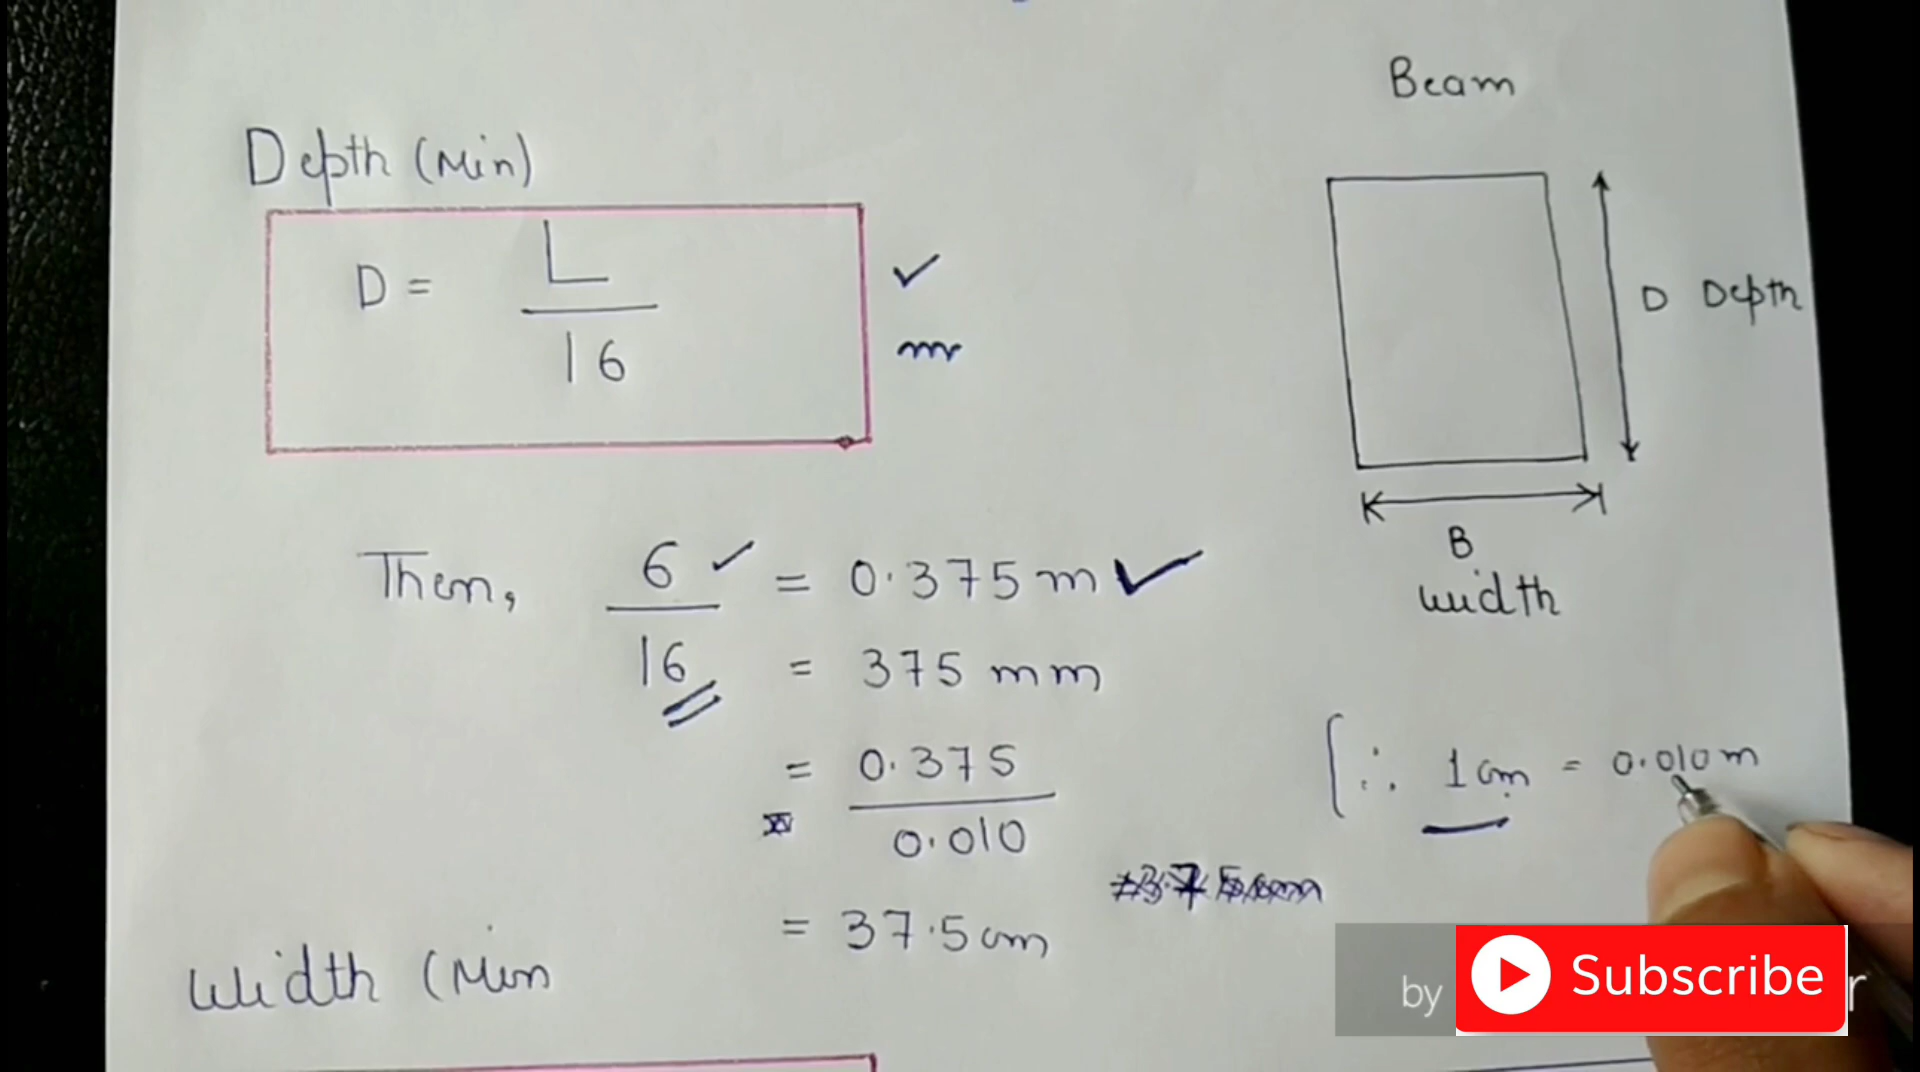 Beam
Depth (Min)
D = L
16
D Depth
B
width
Then, 6 = 0.375 m
16 = 375 mm
= 0.375
0.010
∴ 1 cm = 0.010 m
= 37.5 cm
Width (Min
by
Subscribe
r